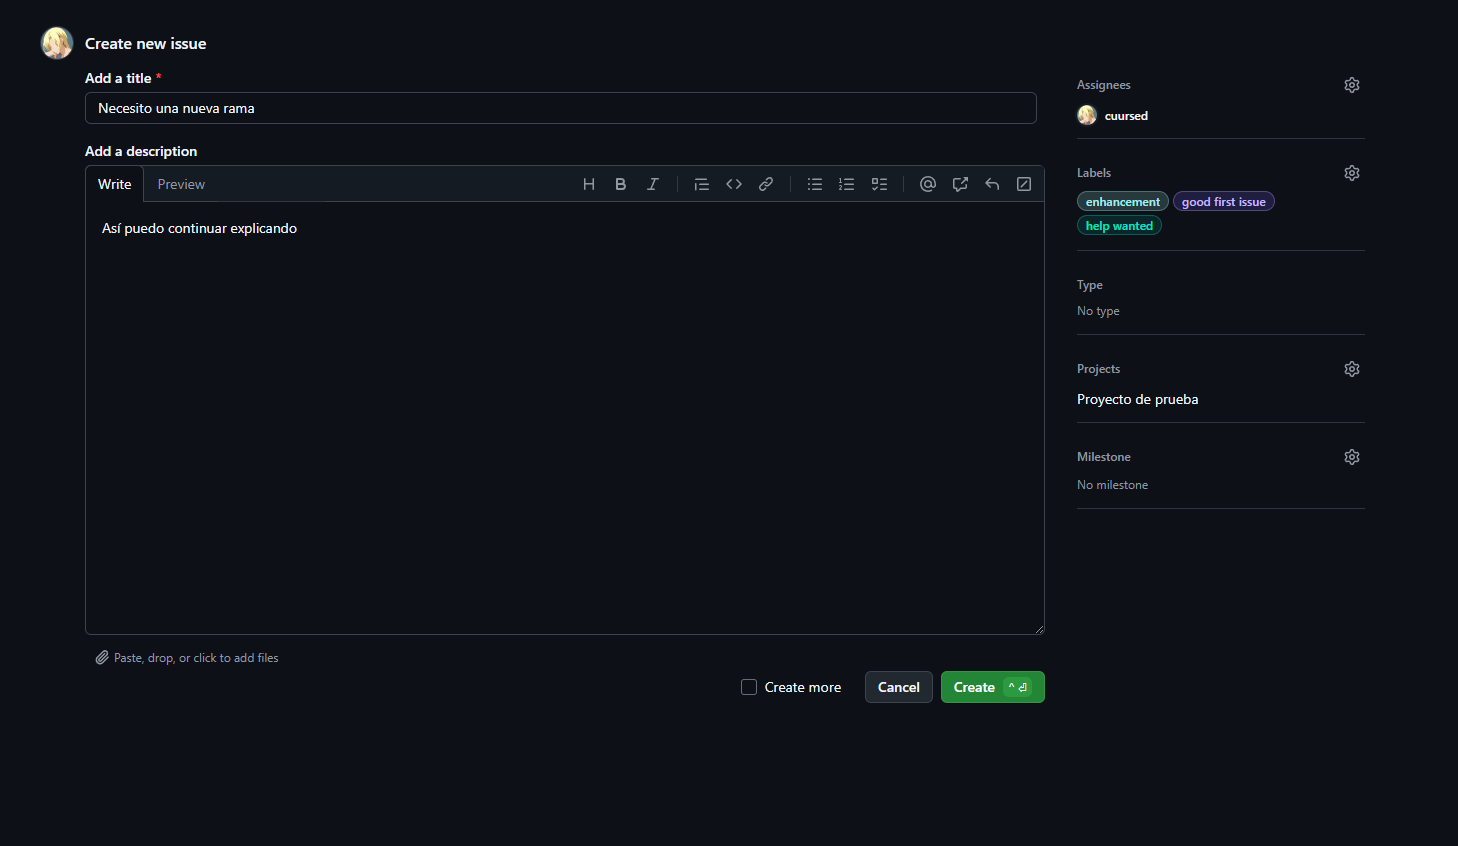 Create new issue
Add a title *
Necesito una nueva rama
Add a description
Write Preview
Así puedo continuar explicando
Paste, drop, or click to add files
Create more Cancel Create ^ ⏎
Assignees
cuursed
Labels
enhancement good first issue
help wanted
Type
No type
Projects
Proyecto de prueba
Milestone
No milestone